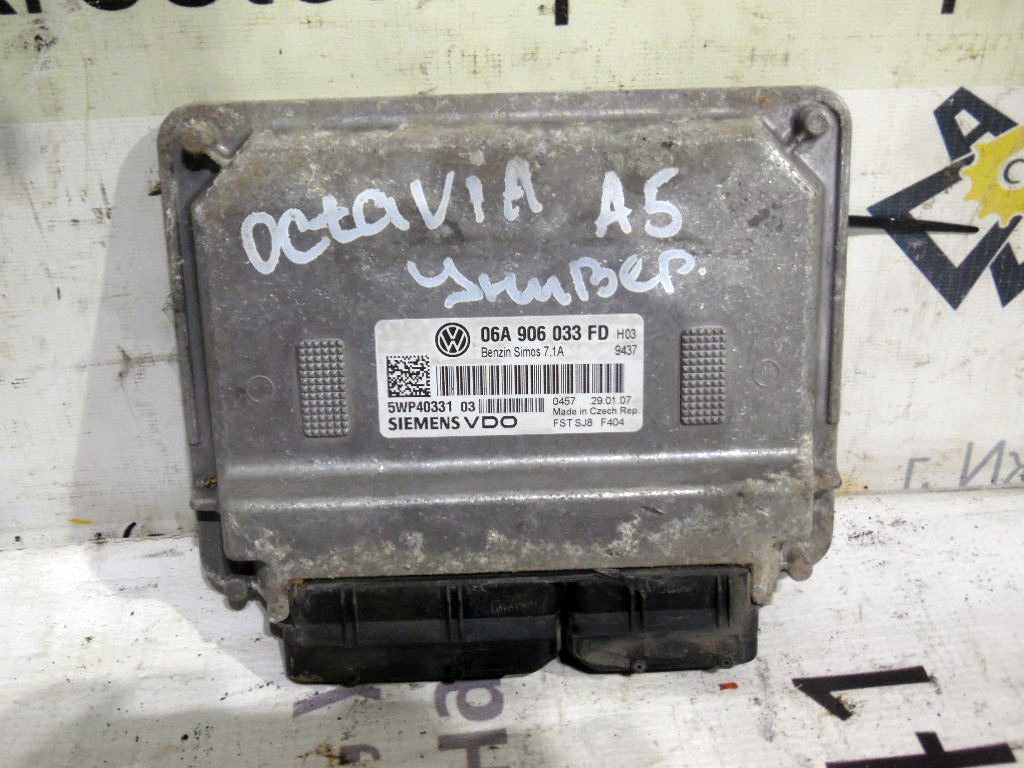 OCTAVIA A5
Универ
06A 906 033 FD H03
Benzin Simos 7.1A 9437
5WP40331 03 0457 29.01.07
Made in Czech Rep.
SIEMENS VDO FST SJ8 F404